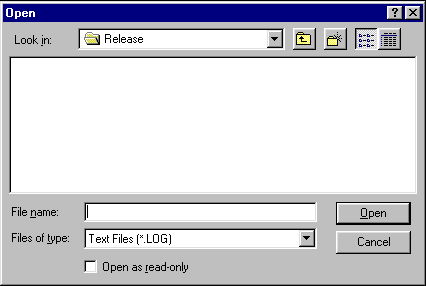 Open
Look in: Release
File name: Open
Files of type: Text Files (*.LOG) Cancel
Open as read-only